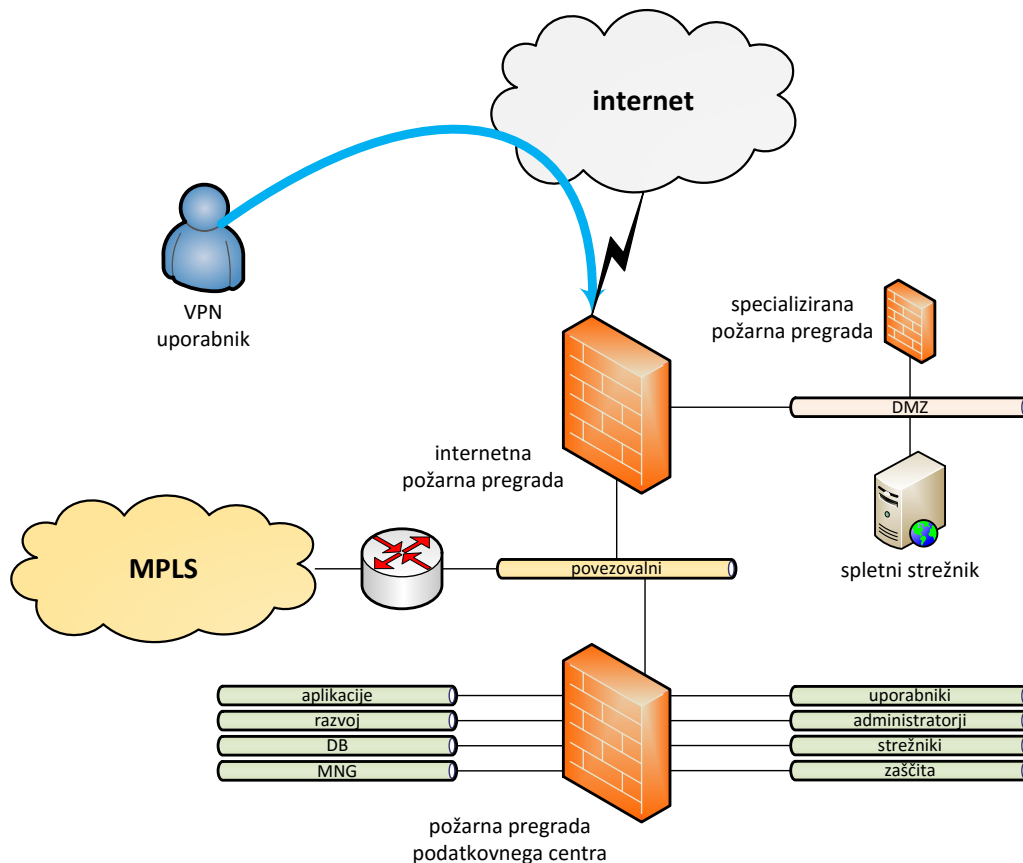 internet
VPN
uporabnik
specializirana
požarna pregrada
DMZ
internetna
požarna pregrada
spletni strežnik
MPLS
povezovalni
aplikacije
razvoj
DB
MNG
uporabniki
administratorji
strežniki
zaščita
požarna pregrada
podatkovnega centra